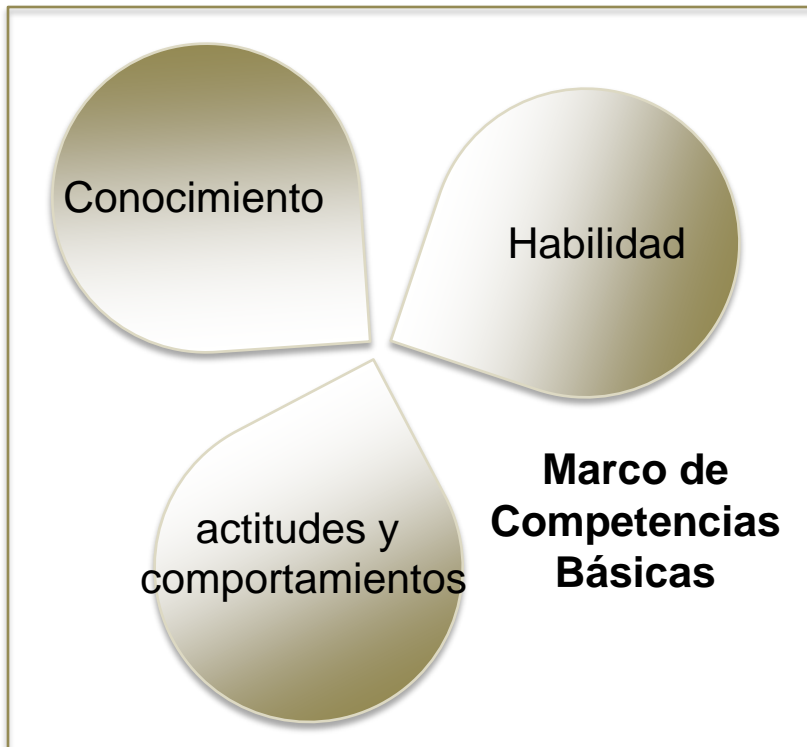 Conocimiento
Habilidad
actitudes y
comportamientos
Marco de
Competencias
Básicas